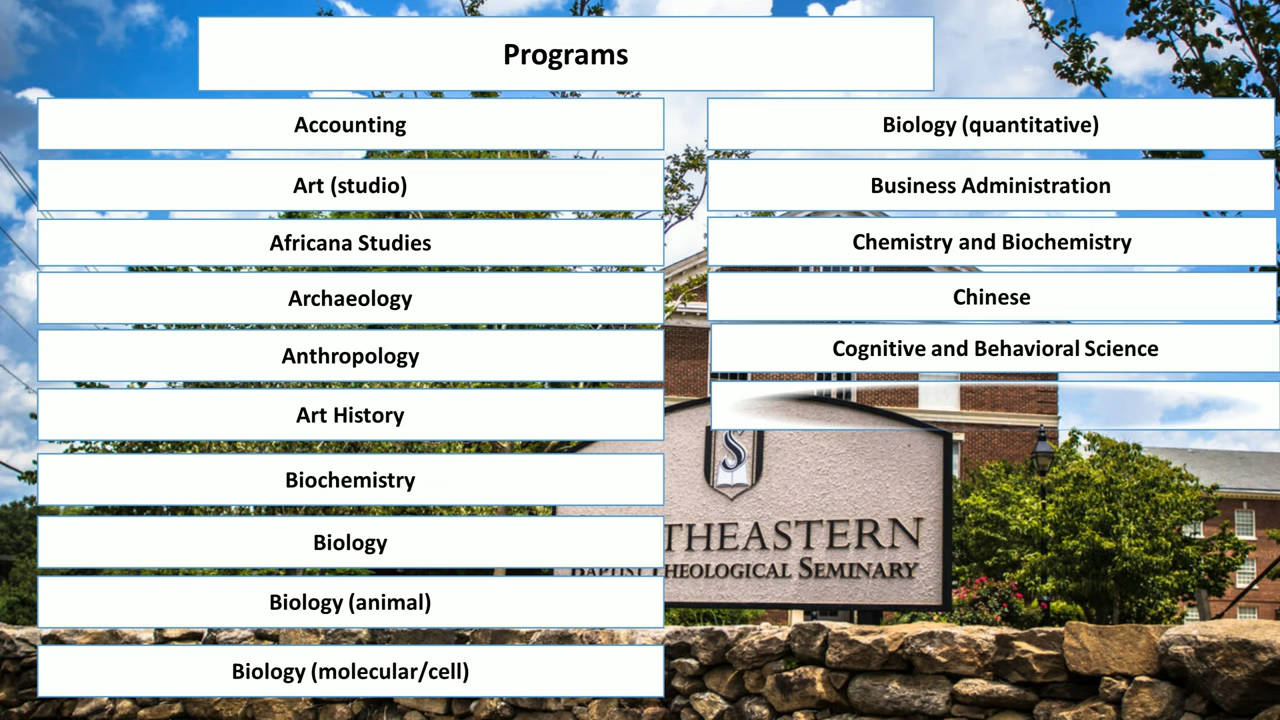 Programs
Accounting
Art (studio)
Africana Studies
Archaeology
Anthropology
Art History
Biochemistry
Biology
Biology (animal)
Biology (molecular/cell)
Biology (quantitative)
Business Administration
Chemistry and Biochemistry
Chinese
Cognitive and Behavioral Science
S
THEASTERN
BAPTIST THEOLOGICAL SEMINARY